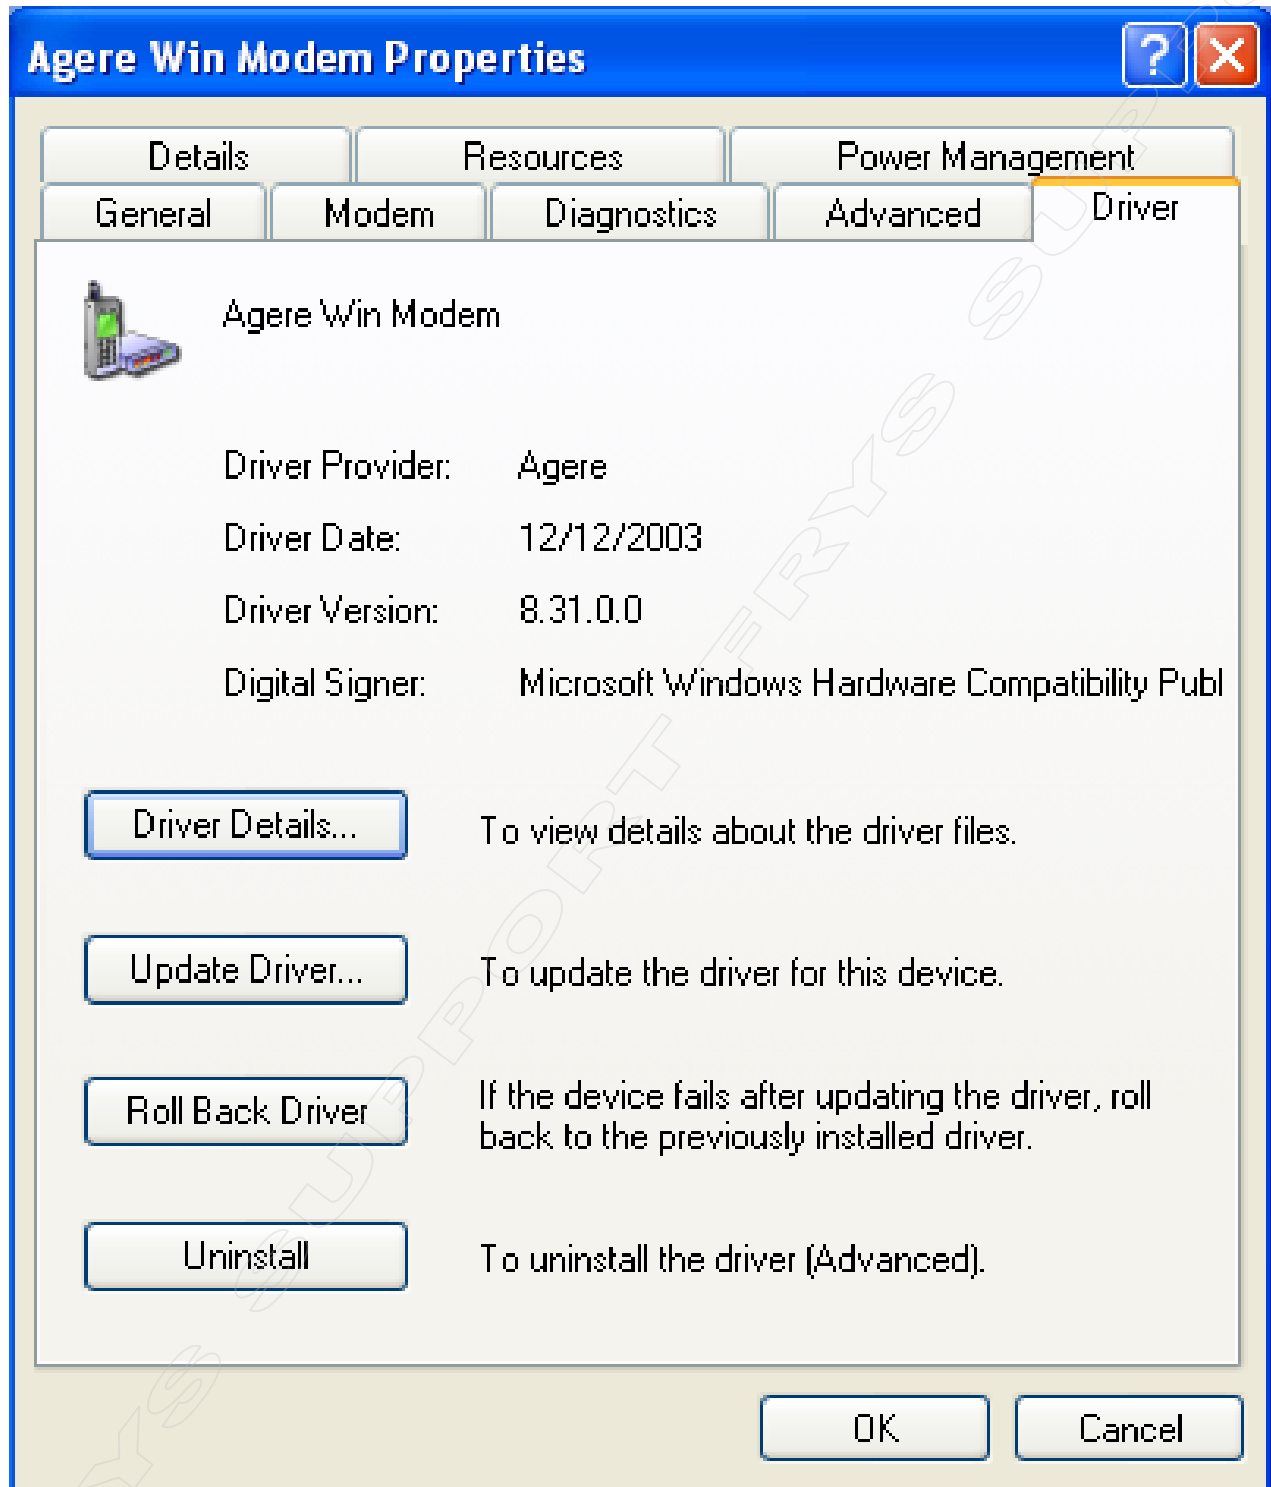 Agere Win Modem Properties
?
Details Resources Power Management
General Modem Diagnostics Advanced Driver
Agere Win Modem
Driver Provider: Agere
Driver Date: 12/12/2003
Driver Version: 8.31.0.0
Digital Signer: Microsoft Windows Hardware Compatibility Publ
Driver Details... To view details about the driver files.
Update Driver... To update the driver for this device.
Roll Back Driver If the device fails after updating the driver, roll
back to the previously installed driver.
Uninstall To uninstall the driver (Advanced).
OK Cancel
SUPPORT FRYS SUPP
YS